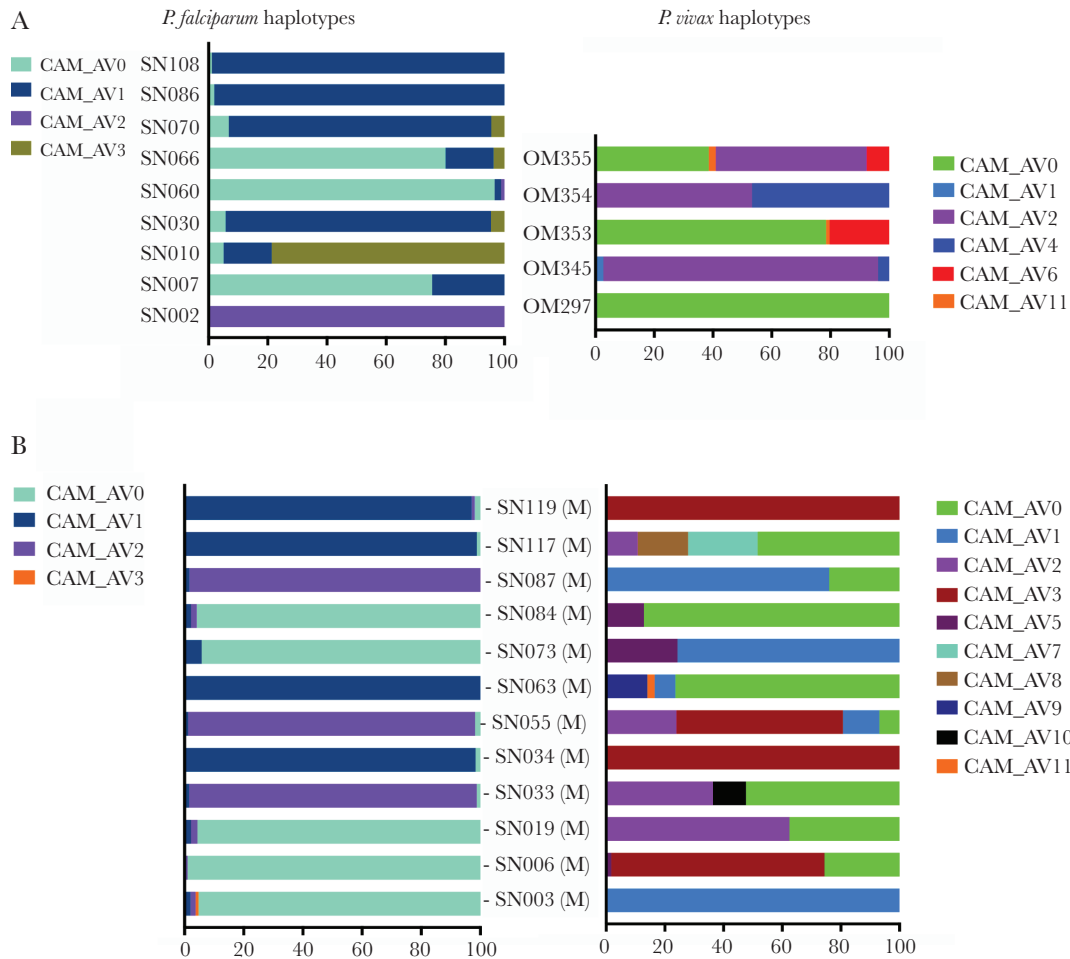 A
P. falciparum haplotypes
P. vivax haplotypes
CAM_AV0
CAM_AV1
CAM_AV2
CAM_AV3
SN108
SN086
SN070
SN066
SN060
SN030
SN010
SN007
SN002
0 20 40 60 80 100
OM355
OM354
OM353
OM345
OM297
0 20 40 60 80 100
CAM_AV0
CAM_AV1
CAM_AV2
CAM_AV4
CAM_AV6
CAM_AV11
B
CAM_AV0
CAM_AV1
CAM_AV2
CAM_AV3
- SN119 (M)
- SN117 (M)
- SN087 (M)
- SN084 (M)
- SN073 (M)
- SN063 (M)
- SN055 (M)
- SN034 (M)
- SN033 (M)
- SN019 (M)
- SN006 (M)
- SN003 (M)
0 20 40 60 80 100
0 20 40 60 80 100
CAM_AV0
CAM_AV1
CAM_AV2
CAM_AV3
CAM_AV5
CAM_AV7
CAM_AV8
CAM_AV9
CAM_AV10
CAM_AV11